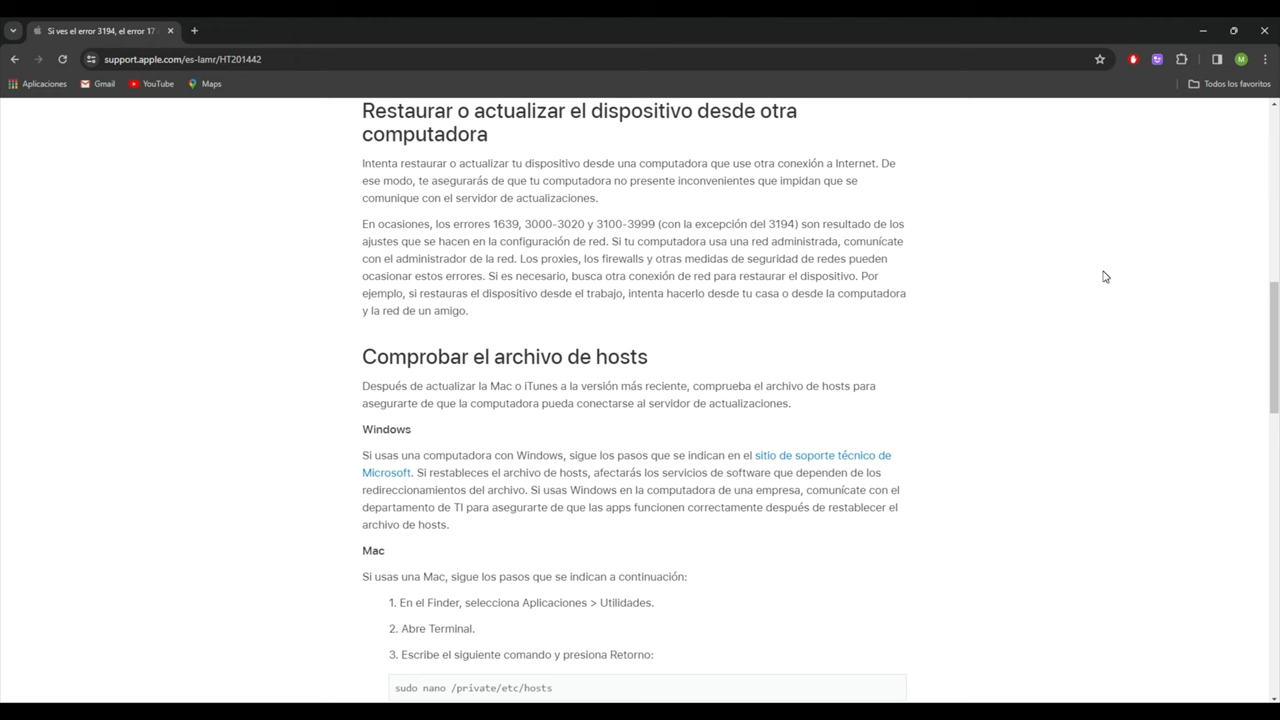 Si ves el error 3194, el error 17
support.apple.com/es-lamr/HT201442
M
Aplicaciones
Gmail
YouTube
Maps
Todos los favoritos
Restaurar o actualizar el dispositivo desde otra
computadora
Intenta restaurar o actualizar tu dispositivo desde una computadora que use otra conexión a Internet. De
ese modo, te asegurarás de que tu computadora no presente inconvenientes que impidan que se
comunique con el servidor de actualizaciones.
En ocasiones, los errores 1639, 3000-3020 y 3100-3999 (con la excepción del 3194) son resultado de los
ajustes que se hacen en la configuración de red. Si tu computadora usa una red administrada, comunícate
con el administrador de la red. Los proxies, los firewalls y otras medidas de seguridad de redes pueden
ocasionar estos errores. Si es necesario, busca otra conexión de red para restaurar el dispositivo. Por
ejemplo, si restauras el dispositivo desde el trabajo, intenta hacerlo desde tu casa o desde la computadora
y la red de un amigo.
Comprobar el archivo de hosts
Después de actualizar la Mac o iTunes a la versión más reciente, comprueba el archivo de hosts para
asegurarte de que la computadora pueda conectarse al servidor de actualizaciones.
Windows
Si usas una computadora con Windows, sigue los pasos que se indican en el sitio de soporte técnico de
Microsoft. Si restableces el archivo de hosts, afectarás los servicios de software que dependen de los
redireccionamientos del archivo. Si usas Windows en la computadora de una empresa, comunícate con el
departamento de TI para asegurarte de que las apps funcionen correctamente después de restablecer el
archivo de hosts.
Mac
Si usas una Mac, sigue los pasos que se indican a continuación:
1. En el Finder, selecciona Aplicaciones > Utilidades.
2. Abre Terminal.
3. Escribe el siguiente comando y presiona Retorno:
sudo nano /private/etc/hosts